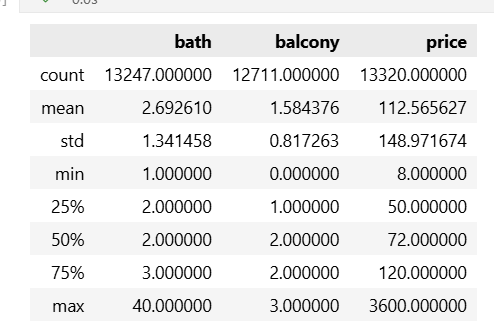 0.0s
bath balcony price
count 13247.000000 12711.000000 13320.000000
mean 2.692610 1.584376 112.565627
std 1.341458 0.817263 148.971674
min 1.000000 0.000000 8.000000
25% 2.000000 1.000000 50.000000
50% 2.000000 2.000000 72.000000
75% 3.000000 2.000000 120.000000
max 40.000000 3.000000 3600.000000